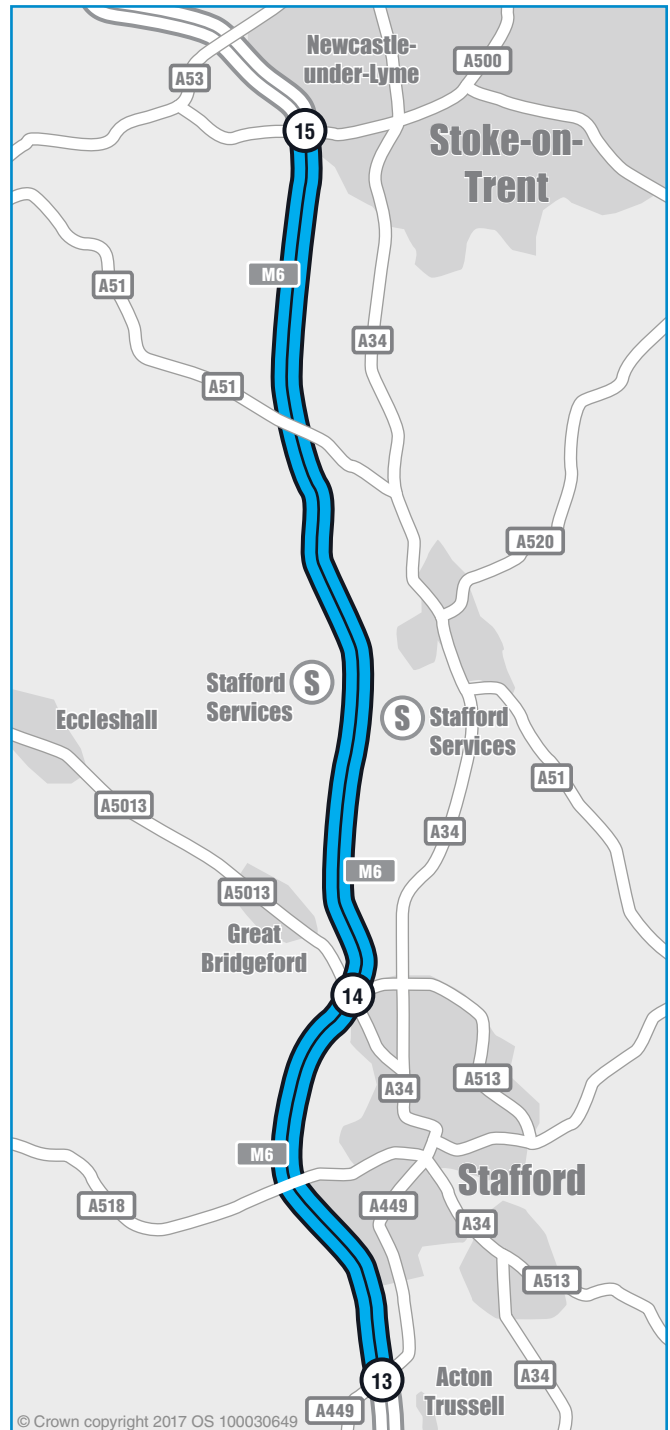 Newcastle-
under-Lyme
A500
A53
15
Stoke-on-
Trent
M6
A51
A34
A51
A520
Stafford
Services
S
S
Stafford
Services
Eccleshall
A51
A5013
A34
M6
A5013
Great
Bridgeford
14
A34
A513
M6
Stafford
A518
A449
A34
A513
13
Acton
Trussell
A34
A449
© Crown copyright 2017 OS 100030649